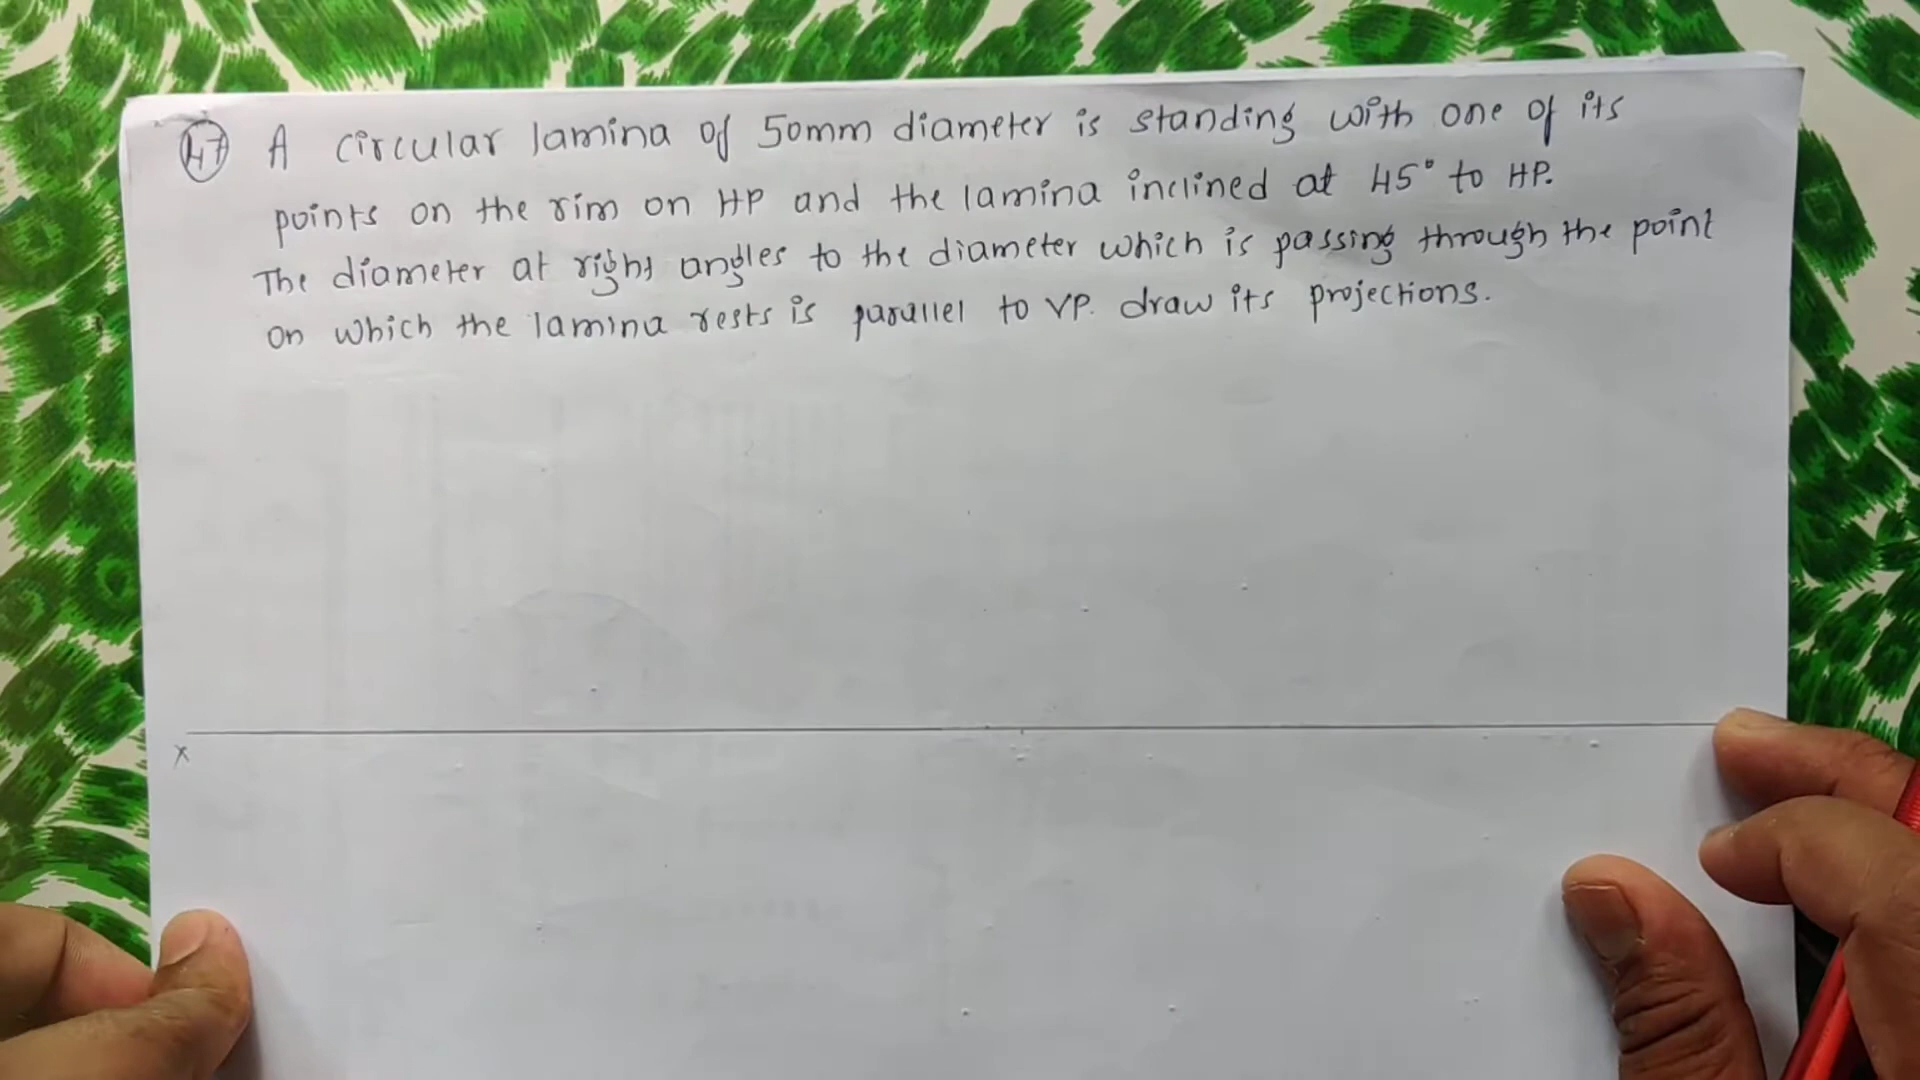 47 A circular lamina of 50mm diameter is standing with one of its
points on the rim on HP and the lamina inclined at 45° to HP.
The diameter at right angles to the diameter which is passing through the point
on which the lamina rests is parallel to VP. draw its projections.
X